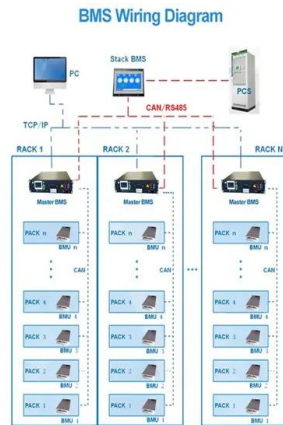 BMS Wiring Diagram
Stack BMS
PC
PCS
CAN/RS485
TCP/IP
RACK 1
RACK 2
RACK N
Master BMS
Master BMS
Master BMS
PACK n
BMU n
PACK n
BMU n
PACK n
BMU n
CAN
CAN
CAN
PACK 4
BMU 4
PACK 4
BMU 4
PACK 4
BMU 4
PACK 3
BMU 3
PACK 3
BMU 3
PACK 3
BMU 3
PACK 2
BMU 2
PACK 2
BMU 2
PACK 2
BMU 2
PACK 1
BMU 1
PACK 1
BMU 1
PACK 1
BMU 1